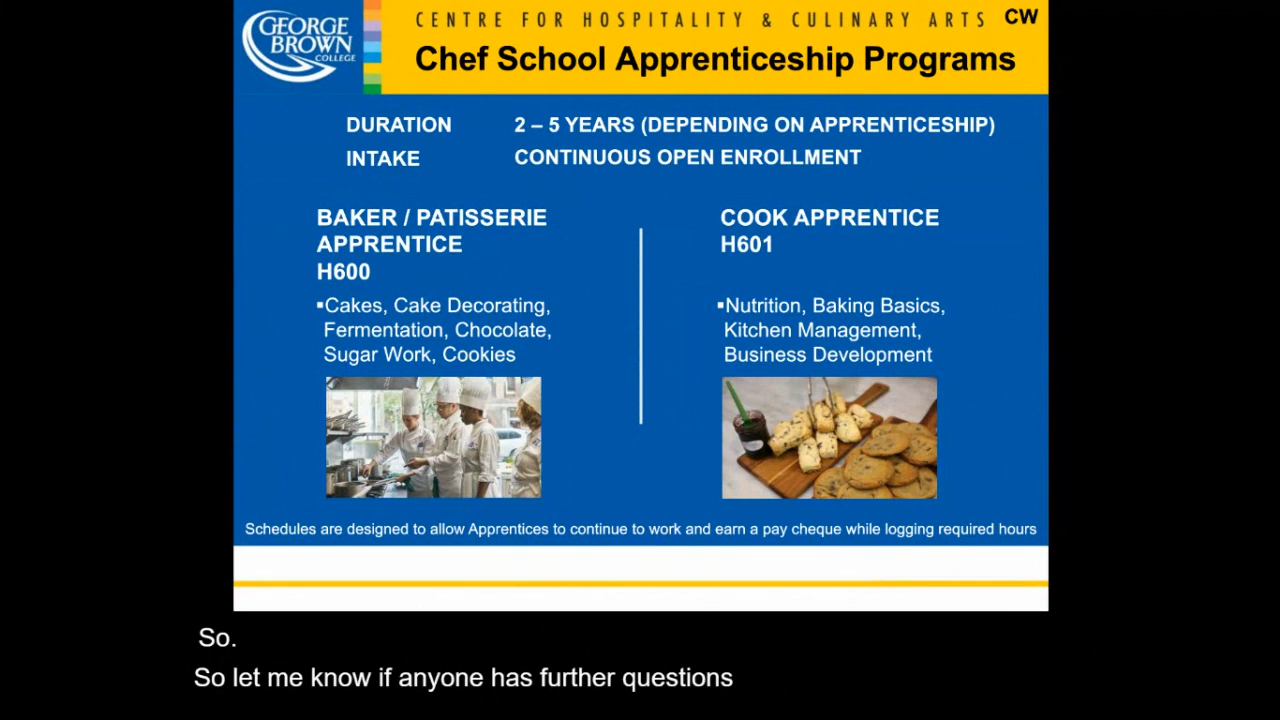 GEORGE
BROWN
COLLEGE
CENTRE FOR HOSPITALITY & CULINARY ARTS CW
Chef School Apprenticeship Programs
DURATION 2 – 5 YEARS (DEPENDING ON APPRENTICESHIP)
INTAKE CONTINUOUS OPEN ENROLLMENT
BAKER / PATISSERIE
APPRENTICE
H600
▪Cakes, Cake Decorating,
Fermentation, Chocolate,
Sugar Work, Cookies
COOK APPRENTICE
H601
▪Nutrition, Baking Basics,
Kitchen Management,
Business Development
Schedules are designed to allow Apprentices to continue to work and earn a pay cheque while logging required hours
So.
So let me know if anyone has further questions